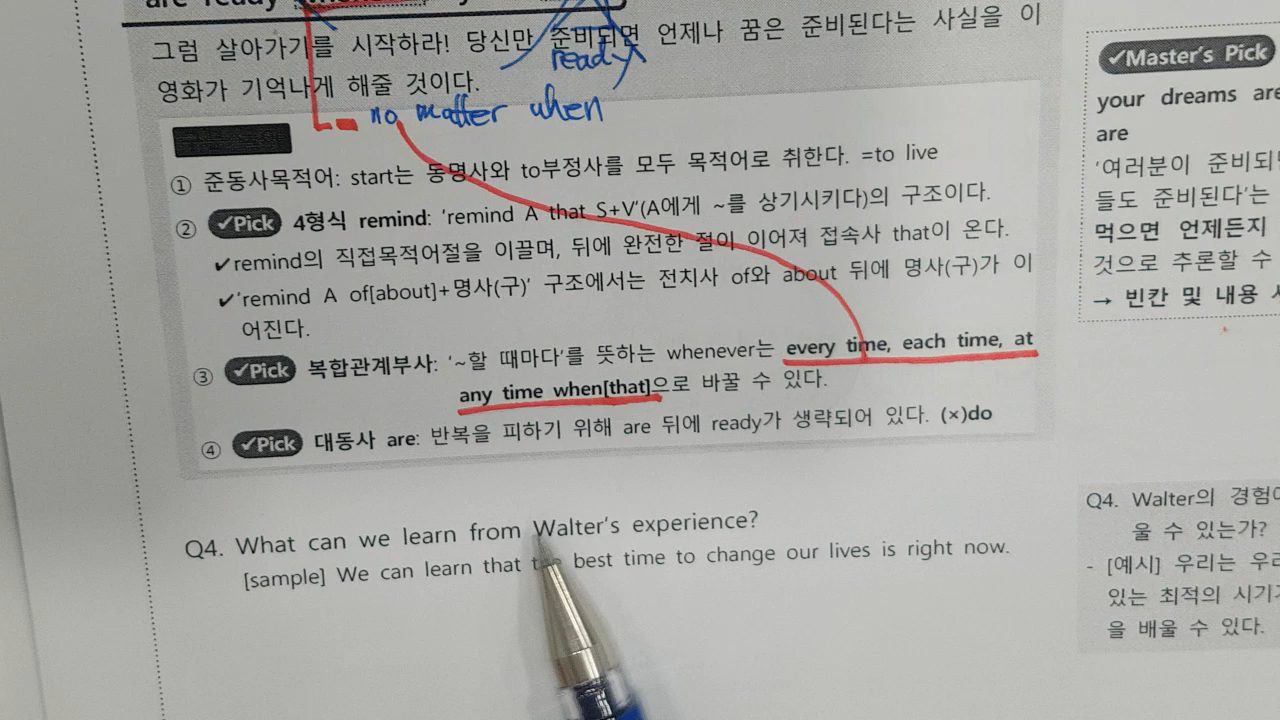 are ready
그럼 살아가기를 시작하라! 당신만 준비되면 언제나 꿈은 준비된다는 사실을 이
ready
영화가 기억나게 해줄 것이다.
no matter when
① 준동사목적어: start는 동명사와 to부정사를 모두 목적어로 취한다. =to live
② ✓Pick 4형식 remind: 'remind A that S+V'(A에게 ~를 상기시키다)의 구조이다.
✔remind의 직접목적어절을 이끌며, 뒤에 완전한 절이 이어져 접속사 that이 온다.
✔'remind A of[about]+명사(구)' 구조에서는 전치사 of와 about 뒤에 명사(구)가 이
어진다.
③ ✓Pick 복합관계부사: '~할 때마다'를 뜻하는 whenever는 every time, each time, at
any time when[that]으로 바꿀 수 있다.
④ ✓Pick 대동사 are: 반복을 피하기 위해 are 뒤에 ready가 생략되어 있다. (×)do
Q4. What can we learn from Walter's experience?
[sample] We can learn that the best time to change our lives is right now.
✓Master's Pick
your dreams are
are
'여러분이 준비되
들도 준비된다'는
먹으면 언제든지
것으로 추론할 수
→ 빈칸 및 내용
Q4. Walter의 경험
울 수 있는가?
- [예시] 우리는 우리
있는 최적의 시기
을 배울 수 있다.